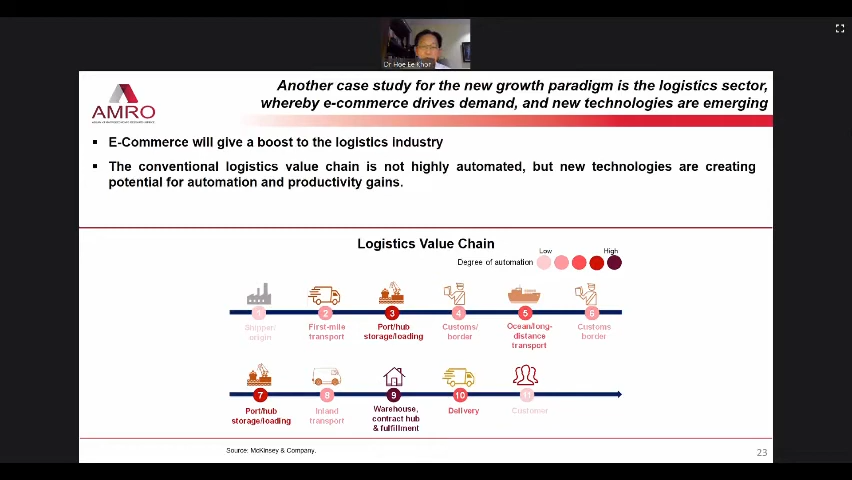 Dr Hoe Ee Khor
Another case study for the new growth paradigm is the logistics sector,
whereby e-commerce drives demand, and new technologies are emerging
AMRO
E-Commerce will give a boost to the logistics industry
The conventional logistics value chain is not highly automated, but new technologies are creating
potential for automation and productivity gains.
Logistics Value Chain
Low High
Degree of automation
1 2 3 4 5 6
Shipper/
origin
First-mile
transport
Port/hub
storage/loading
Customs/
border
Ocean/long-
distance
transport
Customs
border
7 8 9 10 11
Port/hub
storage/loading
Inland
transport
Warehouse,
contract hub
& fulfillment
Delivery
Customer
Source: McKinsey & Company.
23